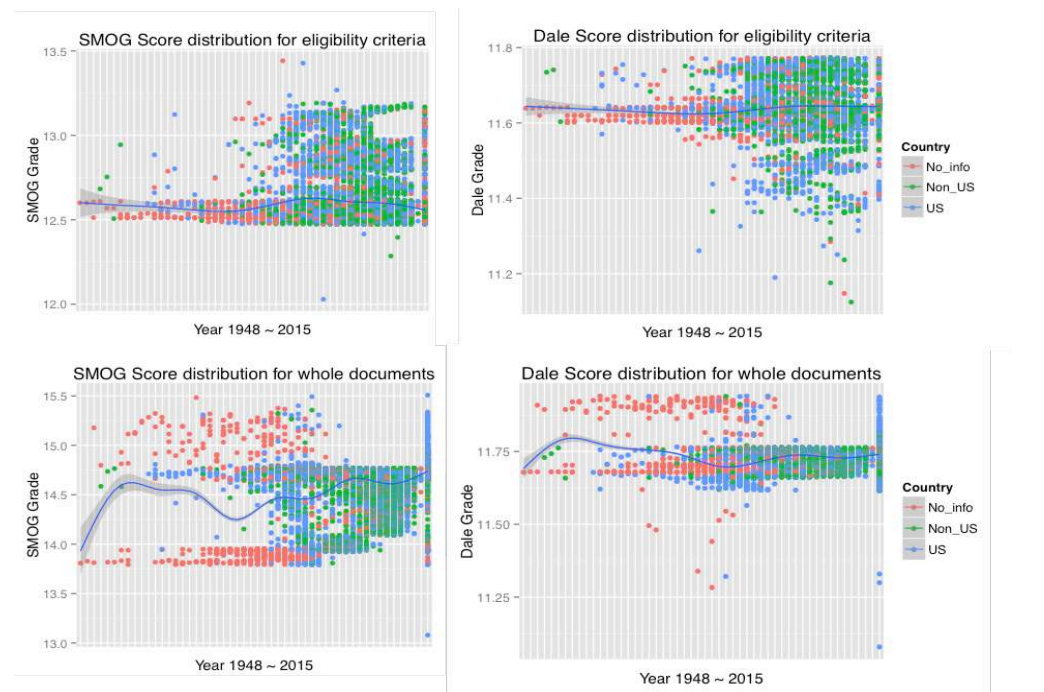 SMOG Score distribution for eligibility criteria
13.5
13.0
12.5
12.0
SMOG Grade
Year 1948 ~ 2015
Dale Score distribution for eligibility criteria
11.8
11.6
11.4
11.2
Dale Grade
Year 1948 ~ 2015
Country
No_info
Non_US
US
SMOG Score distribution for whole documents
15.5
15.0
14.5
14.0
13.5
13.0
SMOG Grade
Year 1948 ~ 2015
Dale Score distribution for whole documents
11.75
11.50
11.25
Dale Grade
Year 1948 ~ 2015
Country
No_info
Non_US
US